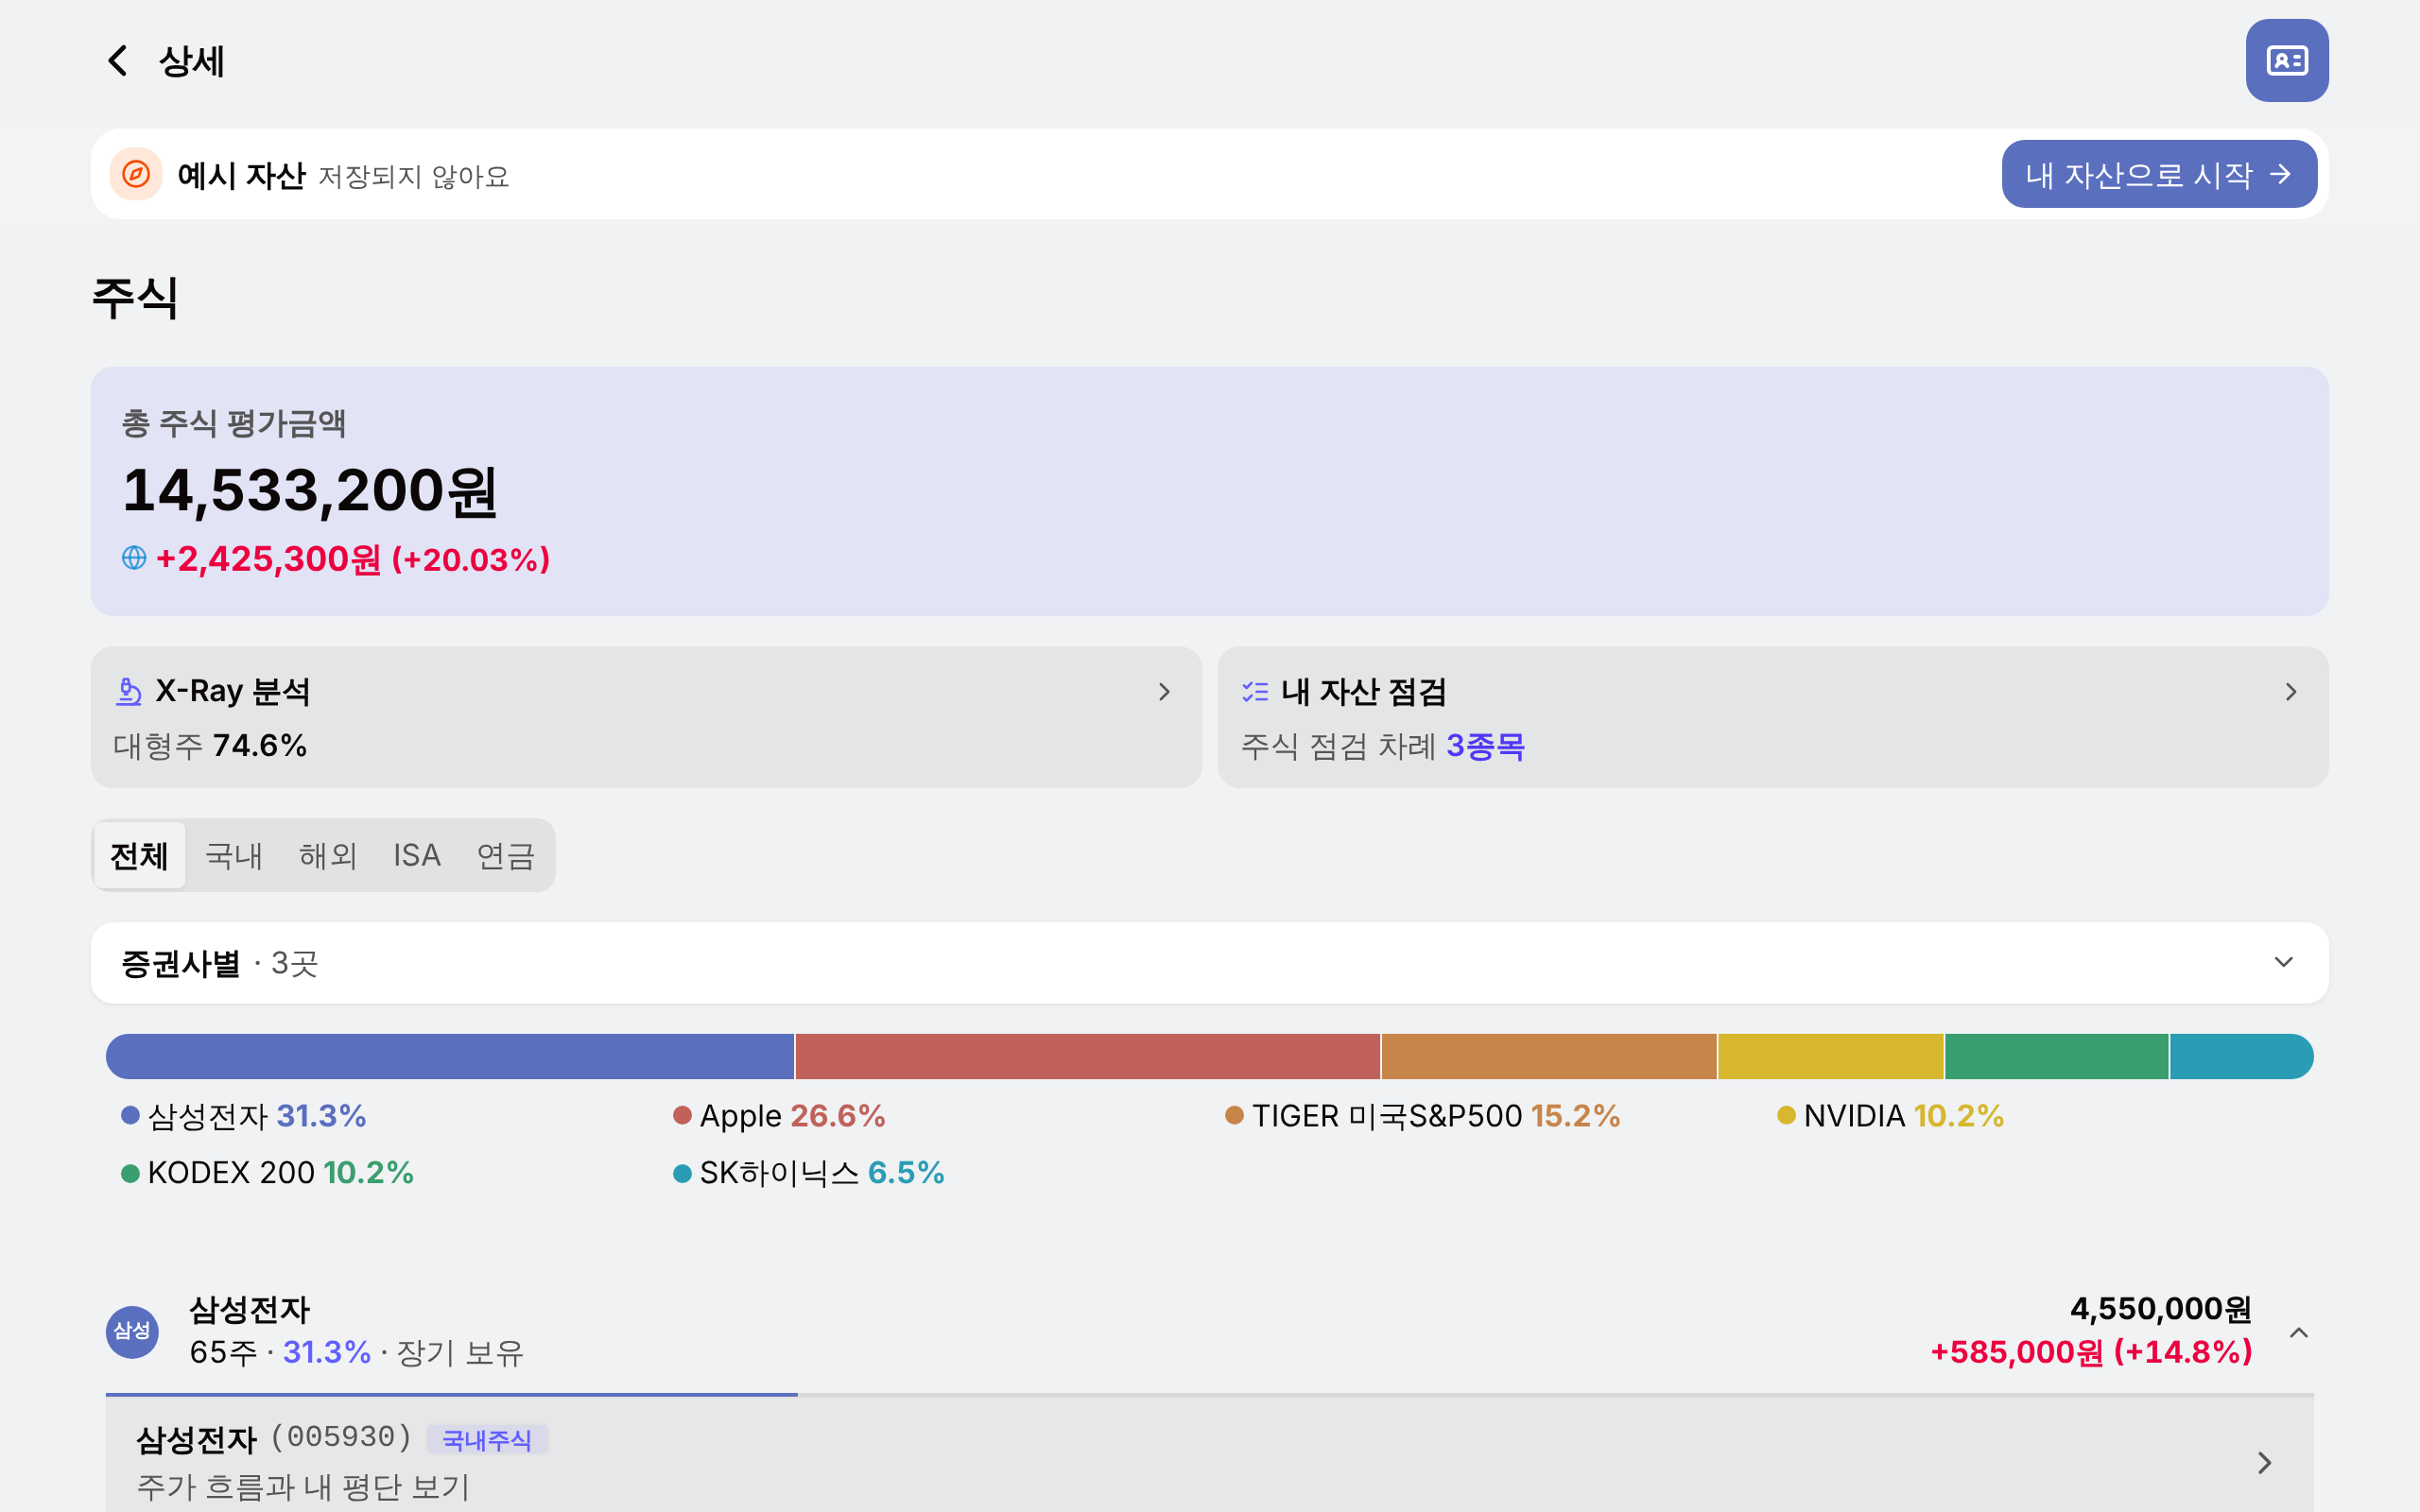 상세
예시 자산 저장되지 않아요
내 자산으로 시작
주식
총 주식 평가금액
14,533,200원
+2,425,300원 (+20.03%)
X-Ray 분석
대형주 74.6%
내 자산 점검
주식 점검 차례 3종목
전체 국내 해외 ISA 연금
증권사별 · 3곳
삼성전자 31.3% Apple 26.6% TIGER 미국S&P500 15.2% NVIDIA 10.2%
KODEX 200 10.2% SK하이닉스 6.5%
삼성
삼성전자
65주 · 31.3% · 장기 보유
4,550,000원
+585,000원 (+14.8%)
삼성전자 (005930) 국내주식
주가 흐름과 내 평단 보기